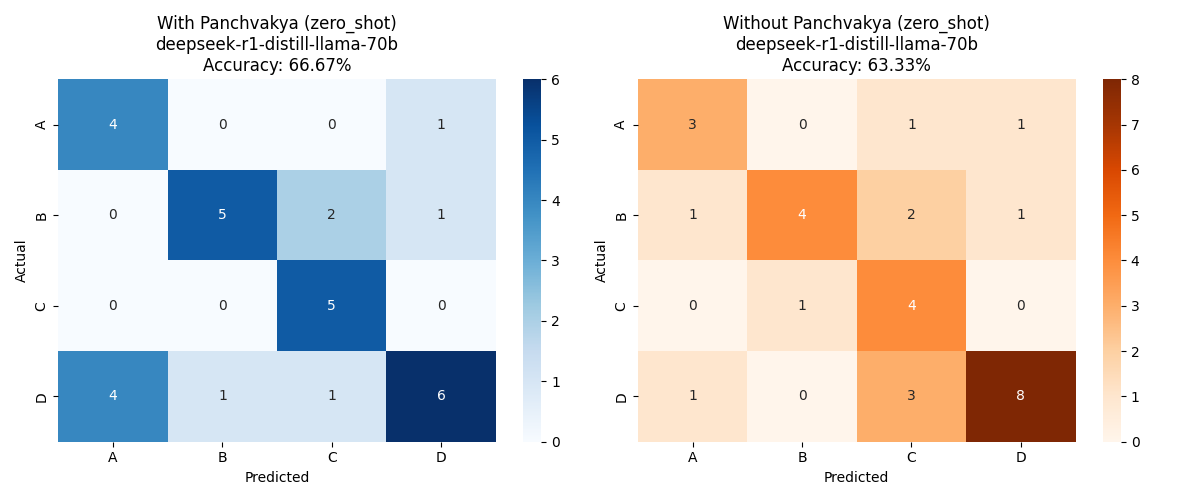 With Panchvakya (zero_shot)
deepseek-r1-distill-llama-70b
Accuracy: 66.67%
A 4 0 0 1
B 0 5 2 1
C 0 0 5 0
D 4 1 1 6
A B C D
Actual
Predicted
6
5
4
3
2
1
0
Without Panchvakya (zero_shot)
deepseek-r1-distill-llama-70b
Accuracy: 63.33%
A 3 0 1 1
B 1 4 2 1
C 0 1 4 0
D 1 0 3 8
A B C D
Actual
Predicted
8
7
6
5
4
3
2
1
0